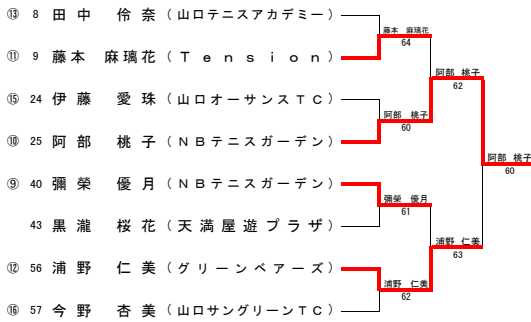 ⑬ 8 田中 伶奈 (山口テニスアカデミー)
藤本 麻璃花
64
⑪ 9 藤本 麻璃花 (Tension)
阿部 桃子
62
⑮ 24 伊藤 愛珠 (山口オーサンスTC)
阿部 桃子
60
⑩ 25 阿部 桃子 (NBテニスガーデン)
阿部 桃子
60
⑨ 40 彌榮 優月 (NBテニスガーデン)
彌榮 優月
61
43 黒瀧 桜花 (天満屋遊プラザ)
浦野 仁美
63
⑫ 56 浦野 仁美 (グリーンベアーズ)
浦野 仁美
62
⑯ 57 今野 杏美 (山口サングリーンTC)